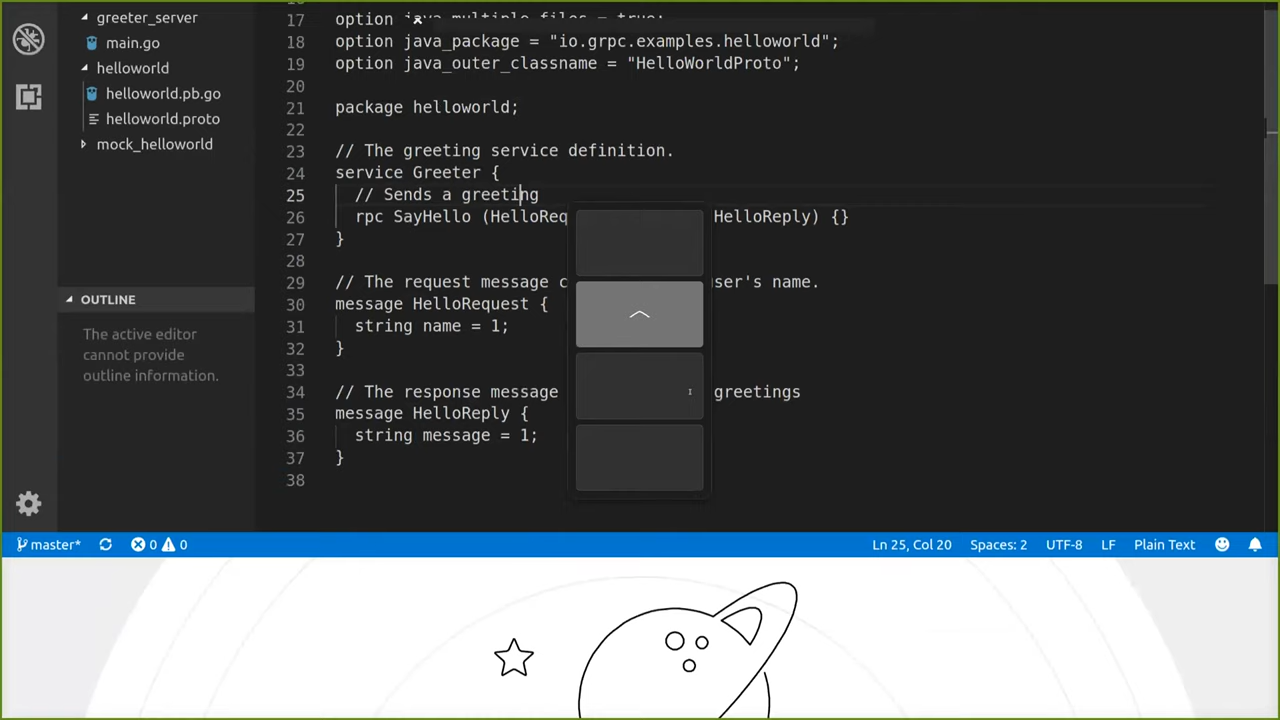 greeter_server
main.go
helloworld
helloworld.pb.go
helloworld.proto
mock_helloworld
OUTLINE
The active editor
cannot provide
outline information.
17 option java_multiple_files = true;
18 option java_package = "io.grpc.examples.helloworld";
19 option java_outer_classname = "HelloWorldProto";
20
21 package helloworld;
22
23 // The greeting service definition.
24 service Greeter {
25 // Sends a greeting
26 rpc SayHello (HelloReq HelloReply) {}
27 }
28
29 // The request message c user's name.
30 message HelloRequest {
31 string name = 1;
32 }
33
34 // The response message greetings
35 message HelloReply {
36 string message = 1;
37 }
38
master* 0 0 Ln 25, Col 20 Spaces: 2 UTF-8 LF Plain Text